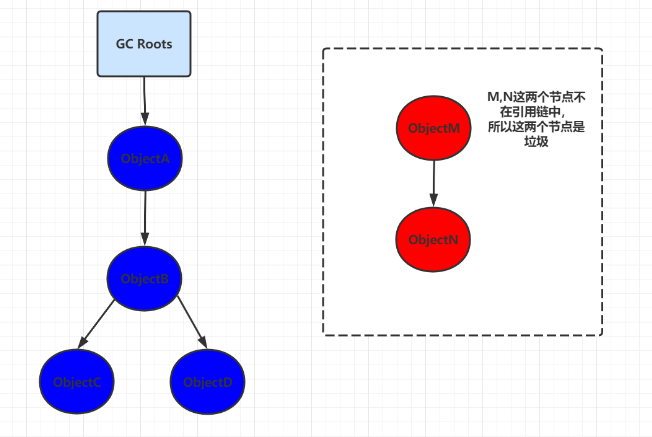 GC Roots
ObjectA
ObjectB
ObjectC
ObjectD
ObjectM
ObjectN
M,N这两个节点不
在引用链中,
所以这两个节点是
垃圾